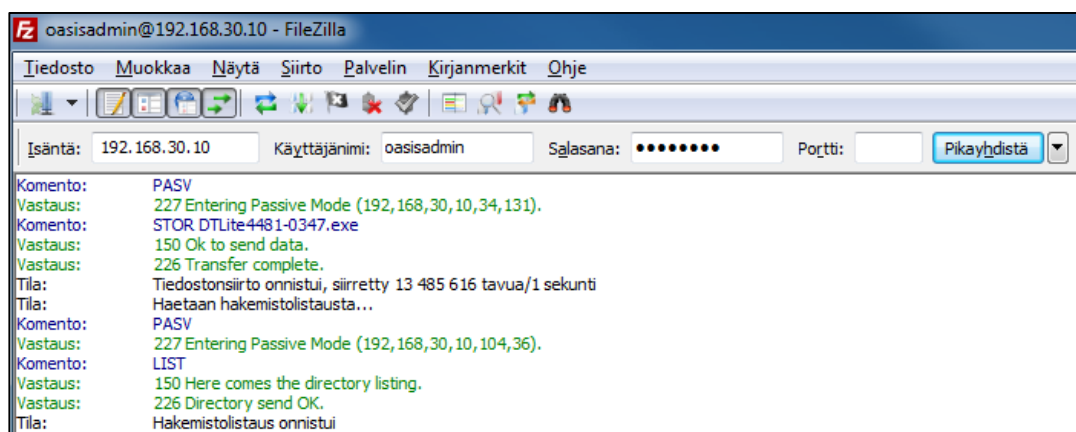 oasisadmin@192.168.30.10 - FileZilla
Tiedosto Muokkaa Näytä Siirto Palvelin Kirjanmerkit Ohje
Isäntä: 192.168.30.10 Käyttäjänimi: oasisadmin Salasana: ●●●●●●●● Portti: Pikayhdistä
Komento: PASV
Vastaus: 227 Entering Passive Mode (192,168,30,10,34,131).
Komento: STOR DTLite4481-0347.exe
Vastaus: 150 Ok to send data.
Vastaus: 226 Transfer complete.
Tila: Tiedostonsiirto onnistui, siirretty 13 485 616 tavua/1 sekunti
Tila: Haetaan hakemistolistausta...
Komento: PASV
Vastaus: 227 Entering Passive Mode (192,168,30,10,104,36).
Komento: LIST
Vastaus: 150 Here comes the directory listing.
Vastaus: 226 Directory send OK.
Tila: Hakemistolistaus onnistui